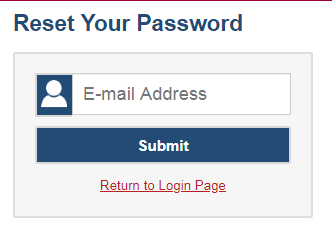 Reset Your Password
E-mail Address
Submit
Return to Login Page